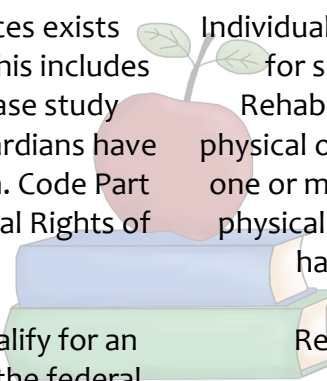 ces exists
his includes
ase study
rdians have
. Code Part
al Rights of
alify for an
the federal
Individual
for s
Rehab
physical o
one or m
physical
ha
Re